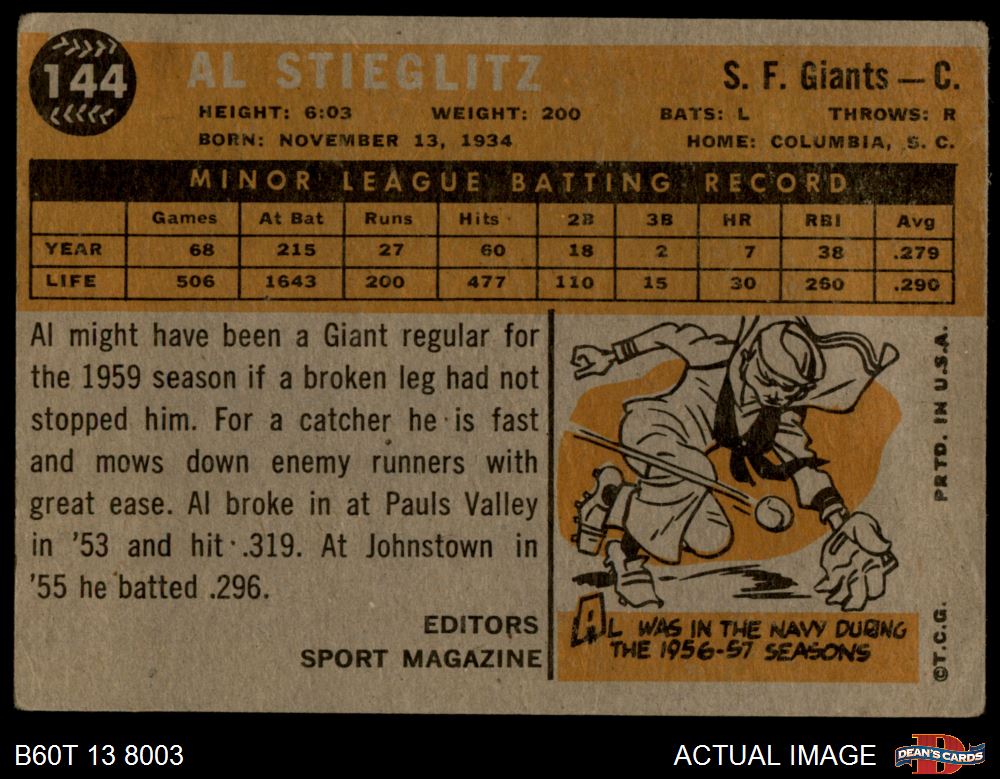 144
AL STIEGLITZ
S. F. Giants — C.
HEIGHT: 6:03 WEIGHT: 200 BATS: L THROWS: R
BORN: NOVEMBER 13, 1934 HOME: COLUMBIA, S. C.
MINOR LEAGUE BATTING RECORD
Games At Bat Runs Hits 2B 3B HR RBI Avg
YEAR 68 215 27 60 18 2 7 38 .279
LIFE 506 1643 200 477 110 15 30 260 .290
Al might have been a Giant regular for
the 1959 season if a broken leg had not
stopped him. For a catcher he is fast
and mows down enemy runners with
great ease. Al broke in at Pauls Valley
in '53 and hit .319. At Johnstown in
'55 he batted .296.
EDITORS
SPORT MAGAZINE
AL WAS IN THE NAVY DURING
THE 1956-57 SEASONS
©T.C.G. PRTD. IN U.S.A.
B60T 13 8003
ACTUAL IMAGE
D
DEAN'S CARDS